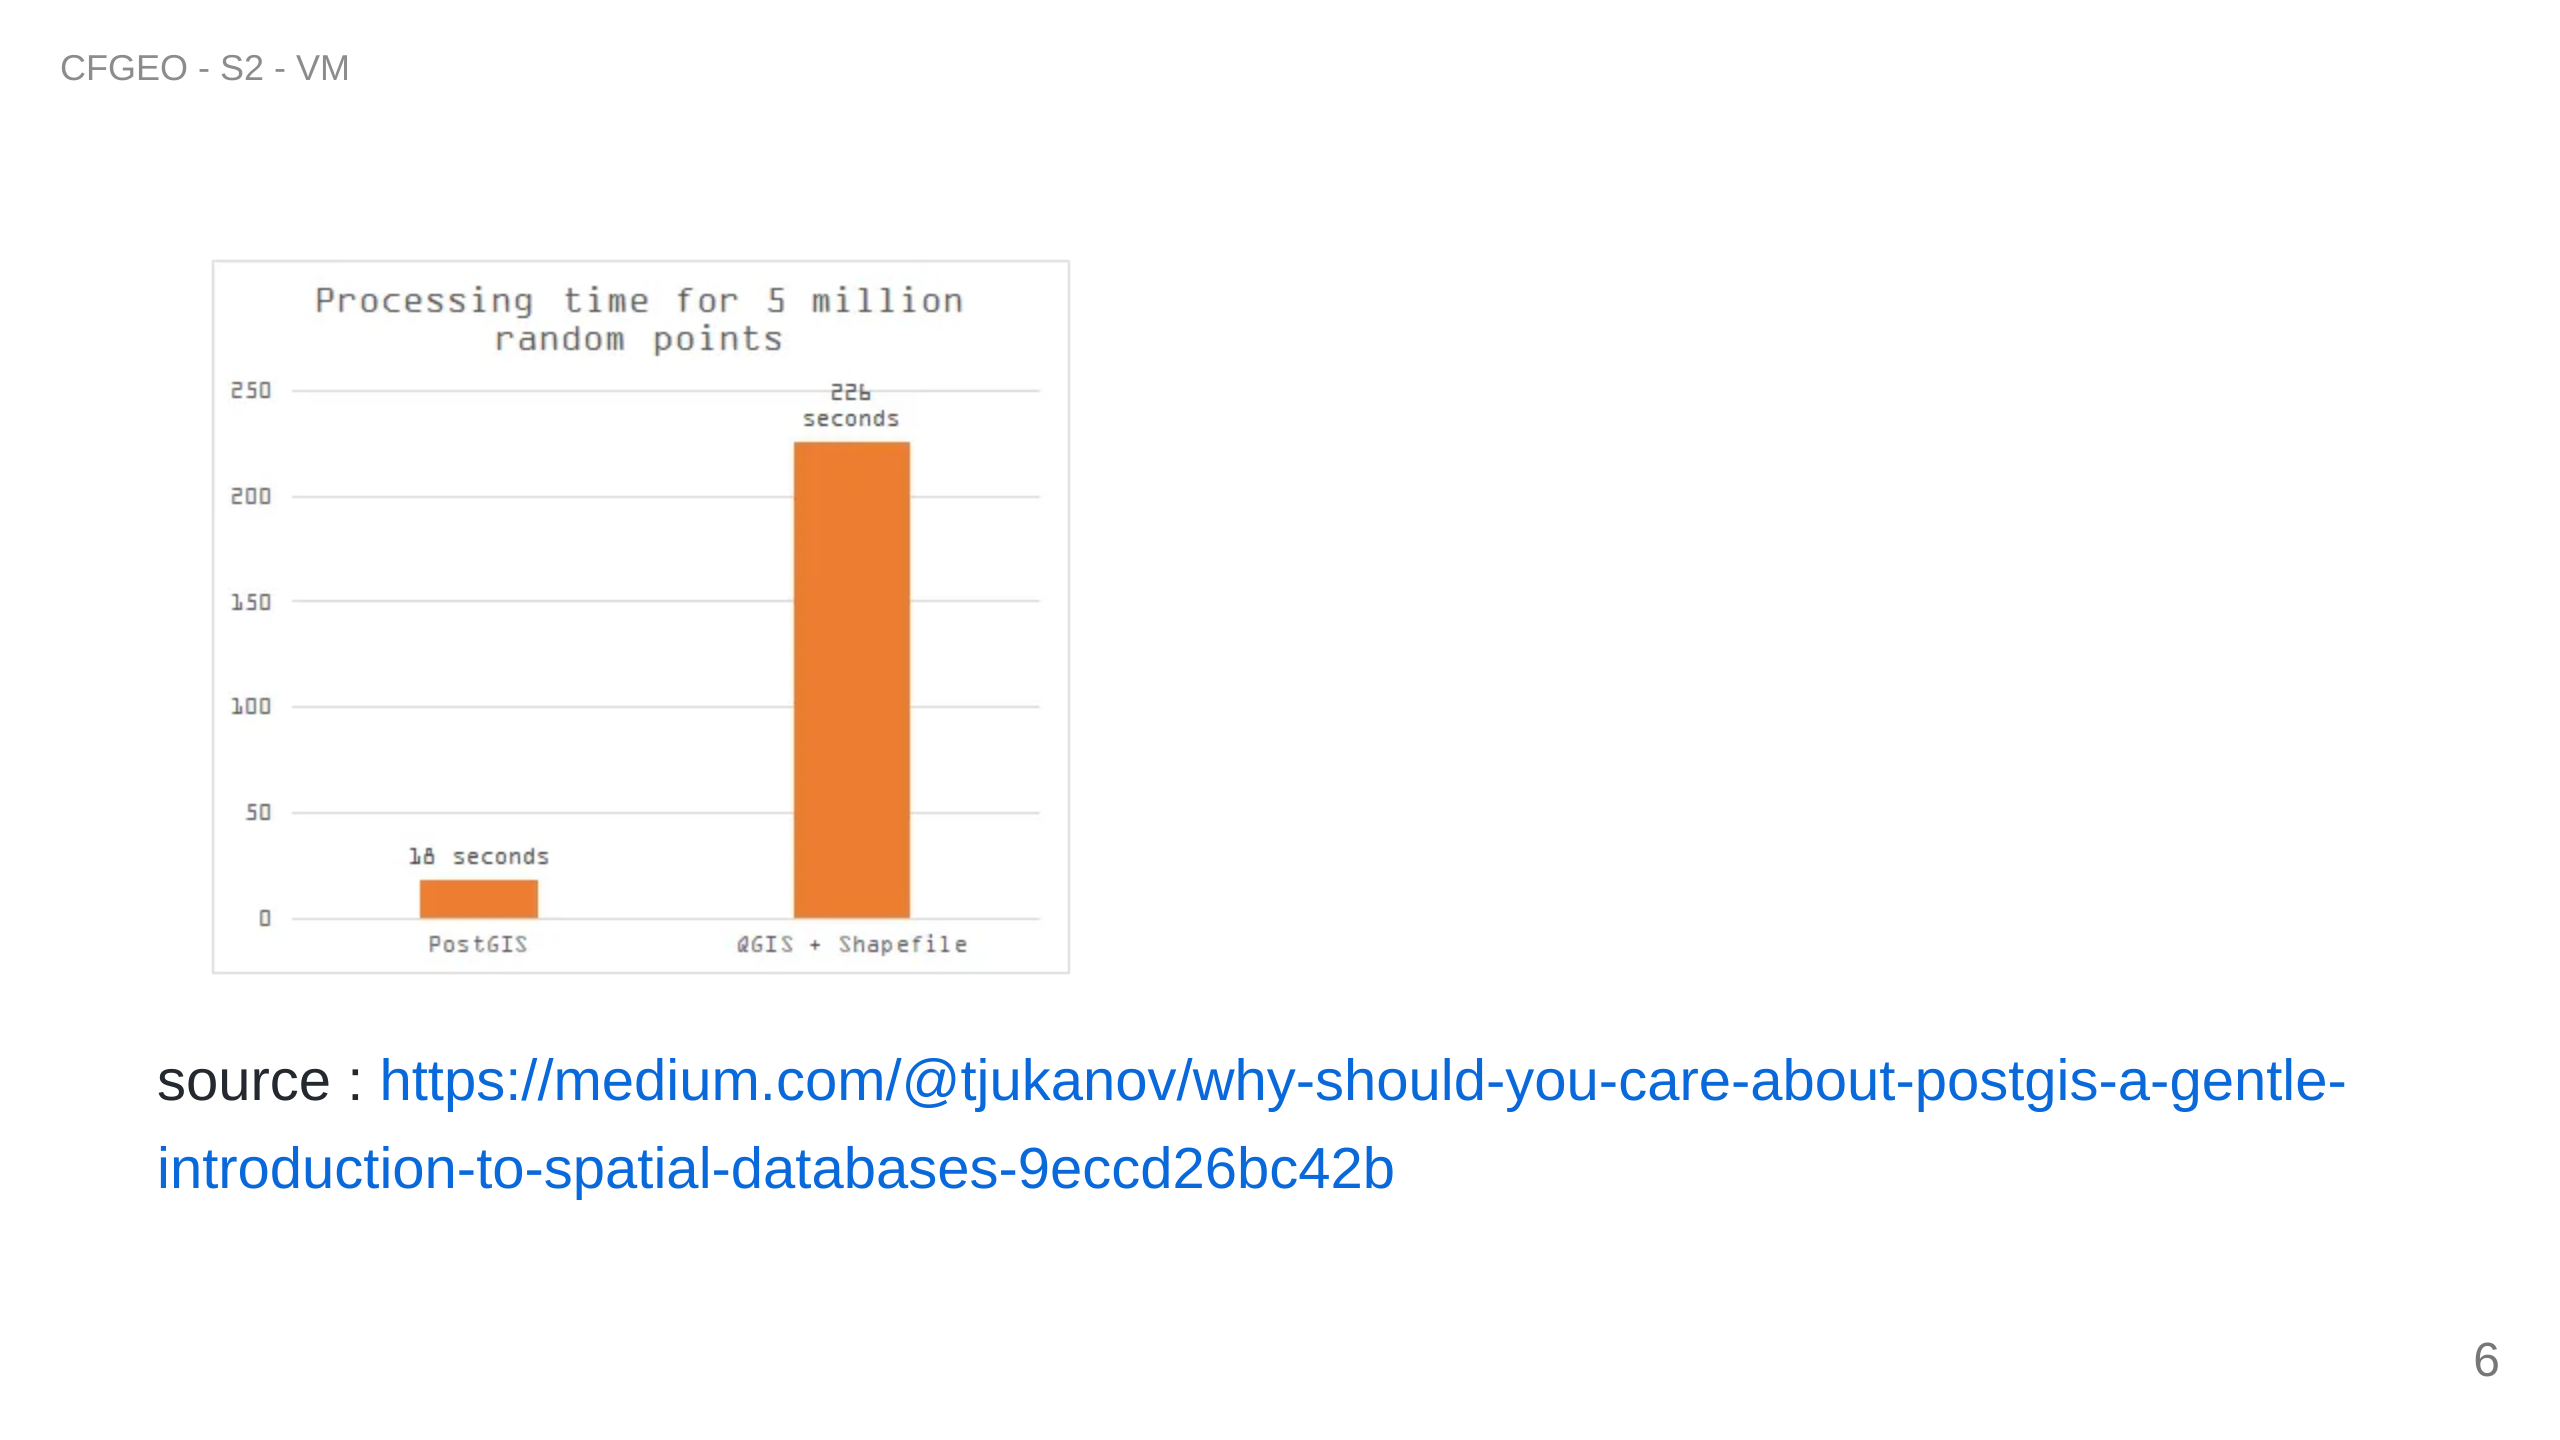 CFGEO - S2 - VM
Processing time for 5 million
random points
250
226
seconds
200
150
100
50
18 seconds
0
PostGIS
QGIS + Shapefile
source : https://medium.com/@tjukanov/why-should-you-care-about-postgis-a-gentle-
introduction-to-spatial-databases-9eccd26bc42b
6